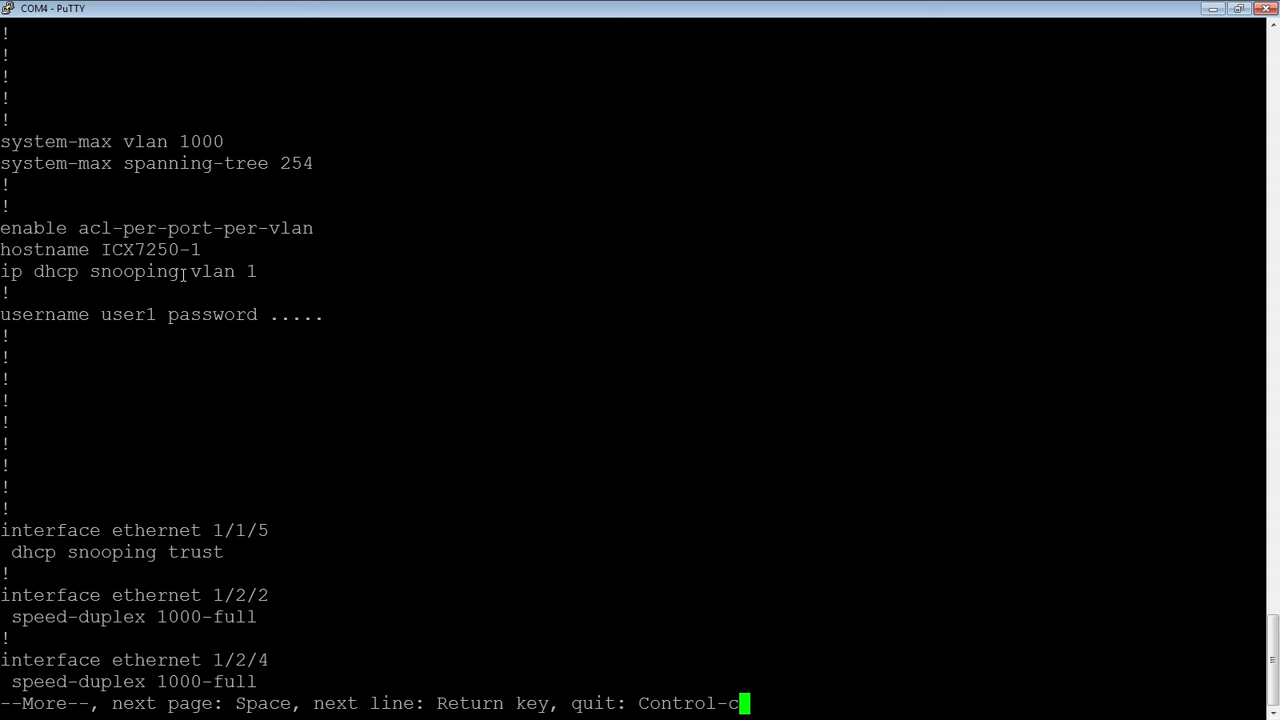 COM4 - PuTTY
!
!
!
!
!
system-max vlan 1000
system-max spanning-tree 254
!
!
enable acl-per-port-per-vlan
hostname ICX7250-1
ip dhcp snooping vlan 1
!
username user1 password .....
!
!
!
!
!
!
!
!
!
interface ethernet 1/1/5
 dhcp snooping trust
!
interface ethernet 1/2/2
 speed-duplex 1000-full
!
interface ethernet 1/2/4
 speed-duplex 1000-full
--More--, next page: Space, next line: Return key, quit: Control-c